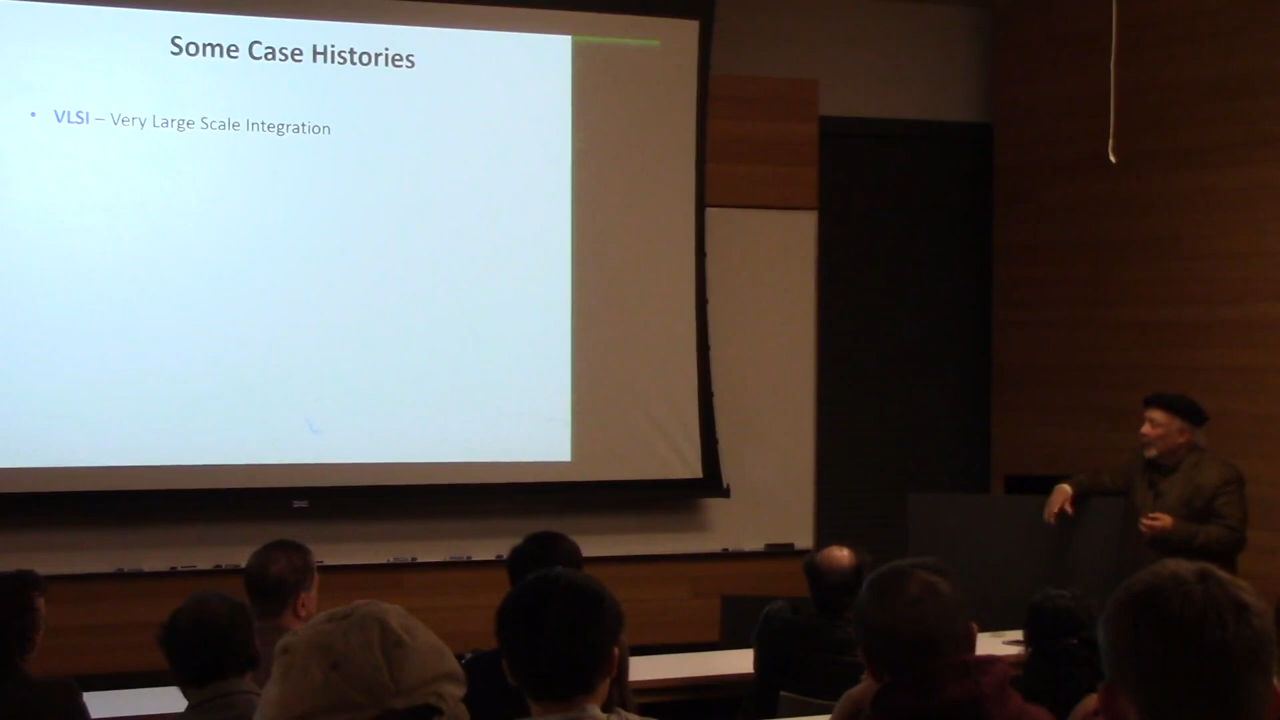 Some Case Histories
• VLSI – Very Large Scale Integration